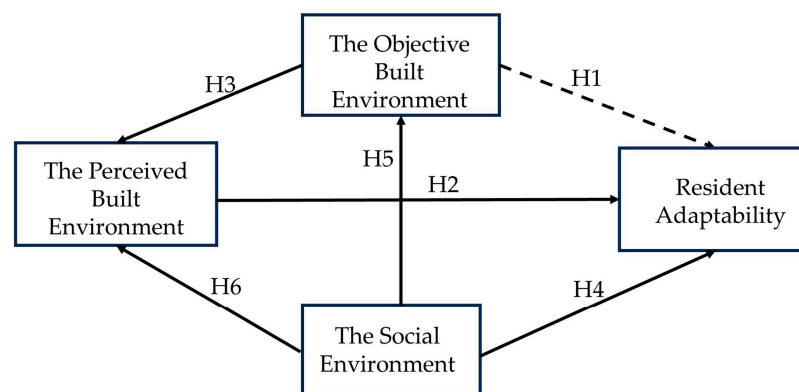 The Objective
Built
Environment
H1
H3
The Perceived
Built
Environment
H5
H2
Resident
Adaptability
H6
H4
The Social
Environment